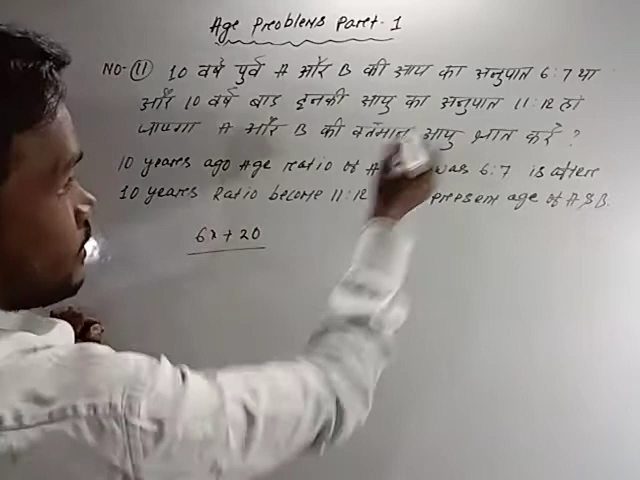 Age Problems Part-1
NO- 11 10 वर्ष पुर्व A और B की आयु का अनुपात 6:7 था
और 10 वर्ष बाद इनकी आयु का अनुपात 11:12 हो
जाएगा A और B की वर्तमान आयु ज्ञात करें ?
10 years ago Age ratio of A was 6:7 is after
10 years Ratio become 11:12 present age of A & B.
6x+20